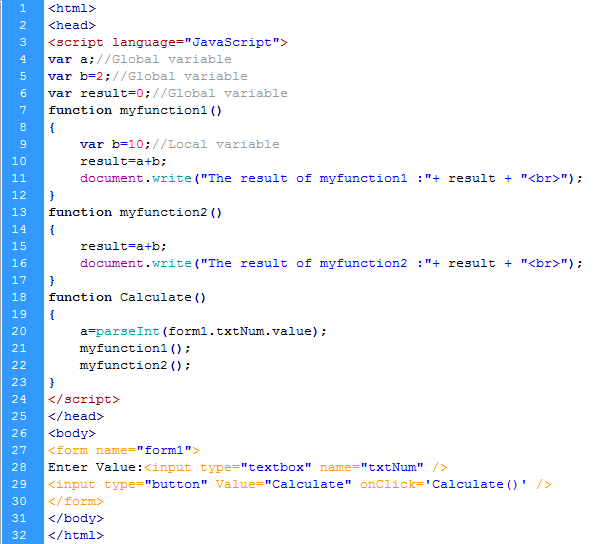 1 <html>
2 <head>
3 <script language="JavaScript">
4 var a;//Global variable
5 var b=2;//Global variable
6 var result=0;//Global variable
7 function myfunction1()
8 {
9 var b=10;//Local variable
10 result=a+b;
11 document.write("The result of myfunction1 :"+ result + "<br>");
12 }
13 function myfunction2()
14 {
15 result=a+b;
16 document.write("The result of myfunction2 :"+ result + "<br>");
17 }
18 function Calculate()
19 {
20 a=parseInt(form1.txtNum.value);
21 myfunction1();
22 myfunction2();
23 }
24 </script>
25 </head>
26 <body>
27 <form name="form1">
28 Enter Value:<input type="textbox" name="txtNum" />
29 <input type="button" Value="Calculate" onClick='Calculate()' />
30 </form>
31 </body>
32 </html>